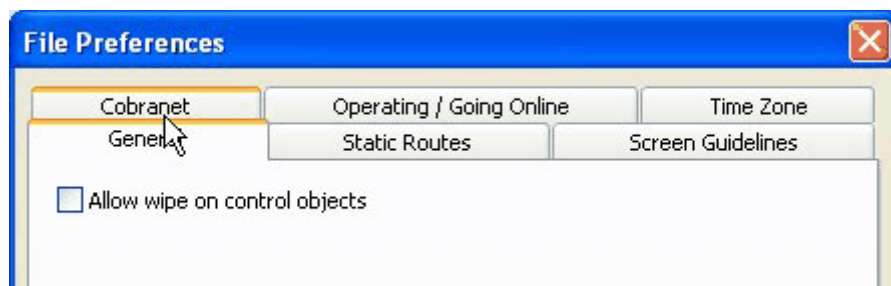 File Preferences
Cobranet Operating / Going Online Time Zone
General Static Routes Screen Guidelines
Allow wipe on control objects